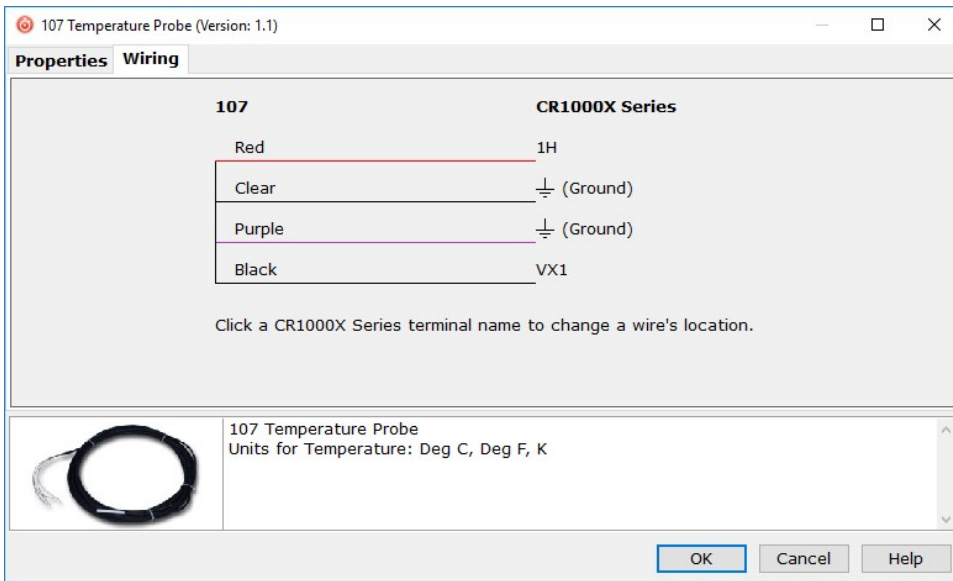 107 Temperature Probe (Version: 1.1)
Properties Wiring
107 CR1000X Series
Red 1H
Clear ⏚ (Ground)
Purple ⏚ (Ground)
Black VX1
Click a CR1000X Series terminal name to change a wire's location.
107 Temperature Probe
Units for Temperature: Deg C, Deg F, K
OK Cancel Help